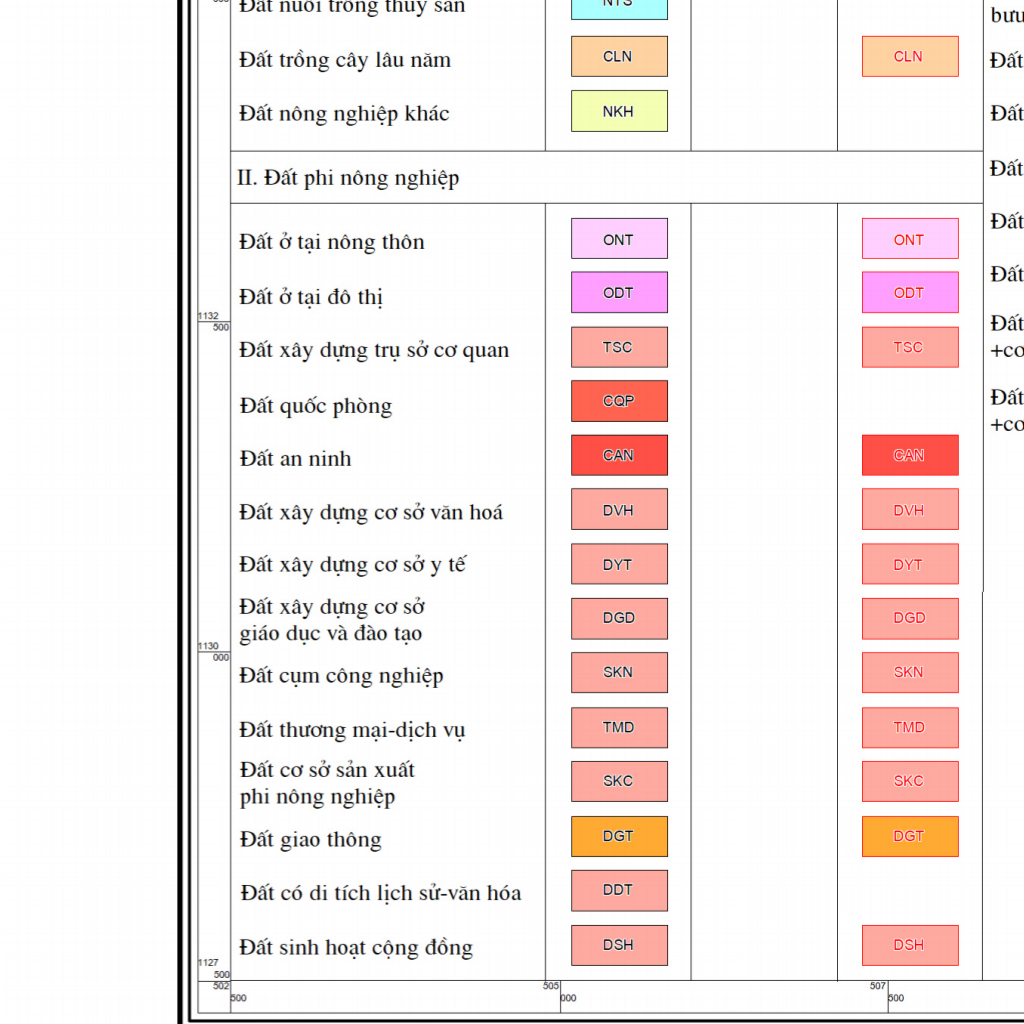 Đất nuôi trồng thủy sản NTS
bưu
Đất trồng cây lâu năm CLN CLN Đất
Đất nông nghiệp khác NKH Đất
II. Đất phi nông nghiệp Đất
Đất ở tại nông thôn ONT ONT Đất
Đất ở tại đô thị ODT ODT Đất
1132
500
Đất xây dựng trụ sở cơ quan TSC TSC Đất
+cơ
Đất quốc phòng CQP Đất
+cơ
Đất an ninh CAN CAN
Đất xây dựng cơ sở văn hoá DVH DVH
Đất xây dựng cơ sở y tế DYT DYT
Đất xây dựng cơ sở
giáo dục và đào tạo DGD DGD
1130
000
Đất cụm công nghiệp SKN SKN
Đất thương mại-dịch vụ TMD TMD
Đất cơ sở sản xuất
phi nông nghiệp SKC SKC
Đất giao thông DGT DGT
Đất có di tích lịch sử-văn hóa DDT
Đất sinh hoạt cộng đồng DSH DSH
1127
500
502 505 507
500 000 500